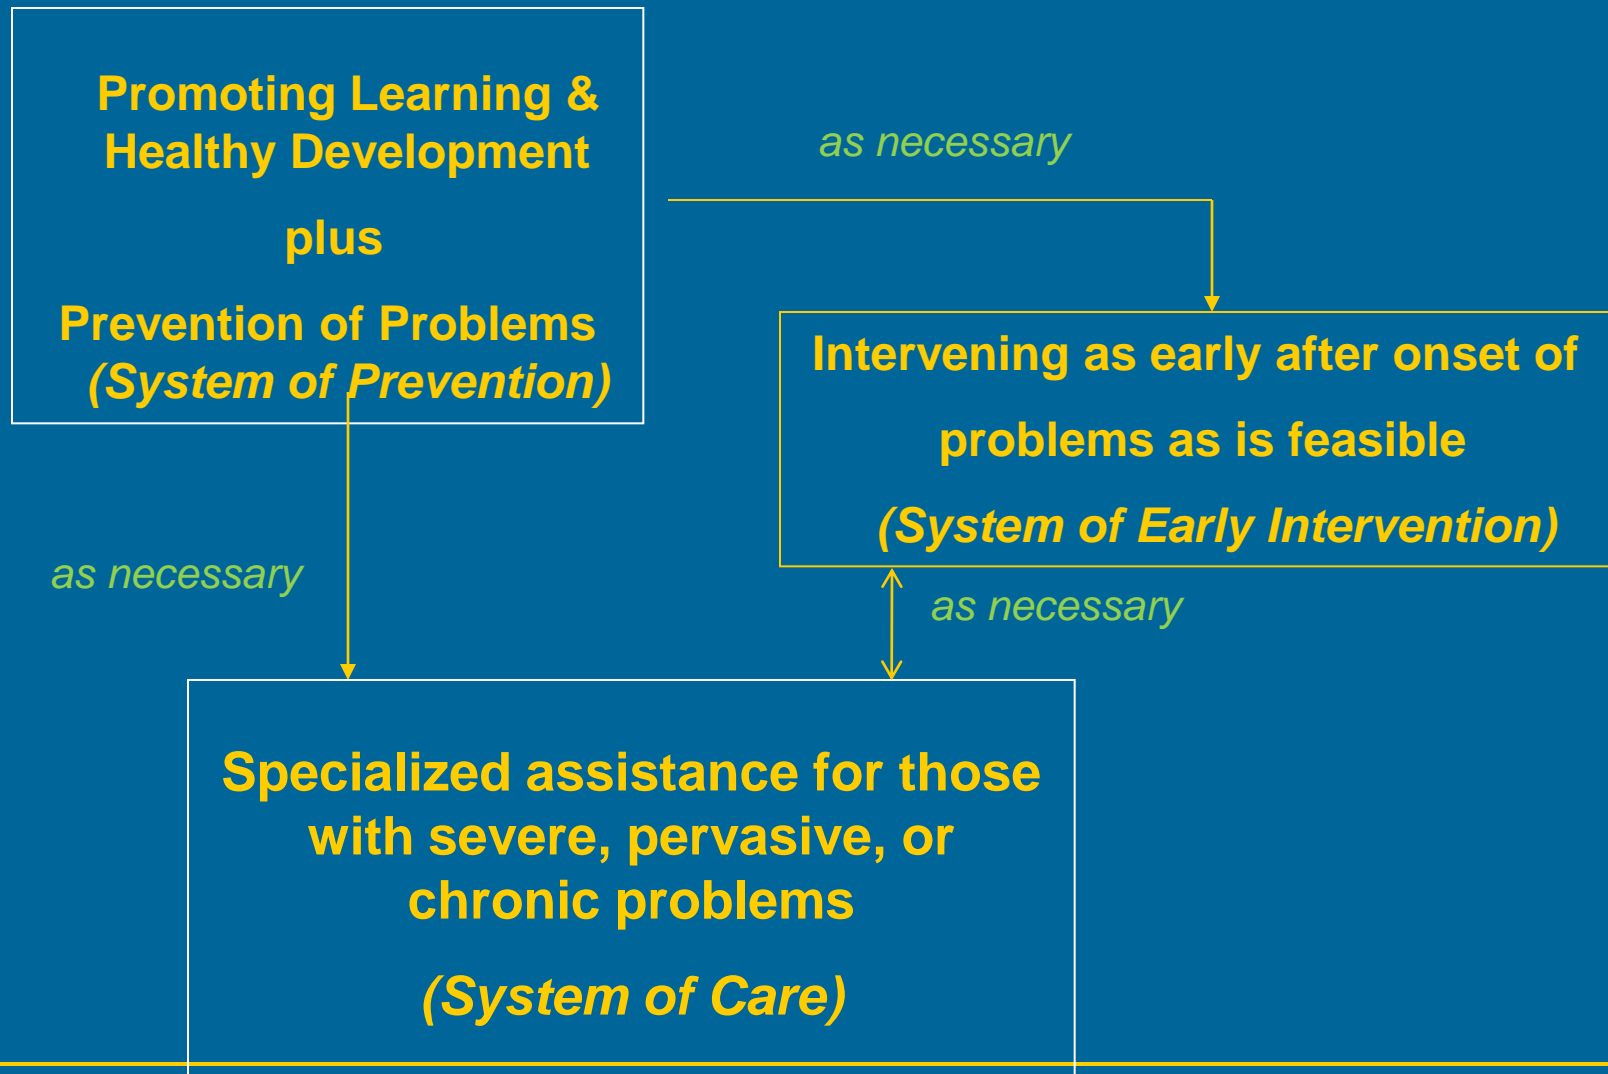 Promoting Learning &
Healthy Development
plus
Prevention of Problems
(System of Prevention)
as necessary
Intervening as early after onset of
problems as is feasible
(System of Early Intervention)
as necessary
as necessary
Specialized assistance for those
with severe, pervasive, or
chronic problems
(System of Care)